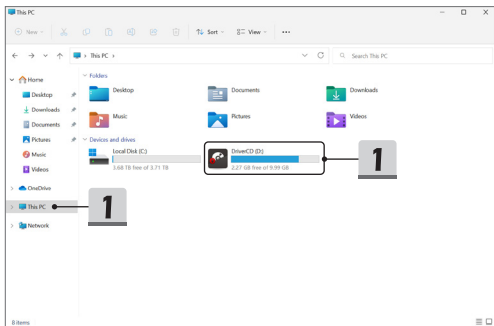 This PC
New
Sort
View
This PC
Search This PC
Home
Desktop
Downloads
Documents
Pictures
Music
Videos
OneDrive
This PC
Network
Folders
Desktop
Documents
Downloads
Music
Pictures
Videos
Devices and drives
Local Disk (C:)
3.68 TB free of 3.71 TB
DriverCD (D:)
2.27 GB free of 9.99 GB
1
1
8 items